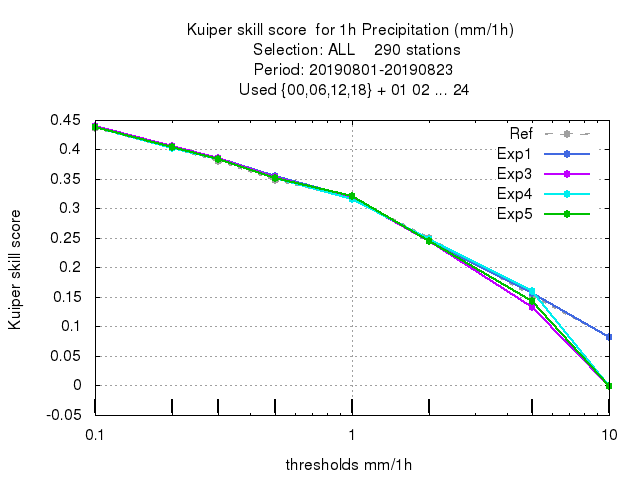 Kuiper skill score  for 1h Precipitation (mm/1h)
Selection: ALL    290 stations
Period: 20190801-20190823
Used {00,06,12,18} + 01 02 ... 24
0.45
0.4
0.35
0.3
0.25
0.2
0.15
0.1
0.05
0
-0.05
Kuiper skill score
Ref
Exp1
Exp3
Exp4
Exp5
0.1
1
10
thresholds mm/1h